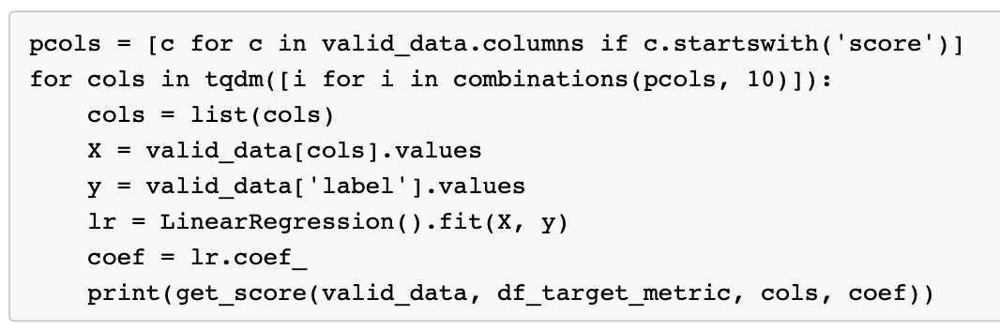 pcols = [c for c in valid_data.columns if c.startswith('score')]
for cols in tqdm([i for i in combinations(pcols, 10)]):
    cols = list(cols)
    X = valid_data[cols].values
    y = valid_data['label'].values
    lr = LinearRegression().fit(X, y)
    coef = lr.coef_
    print(get_score(valid_data, df_target_metric, cols, coef))